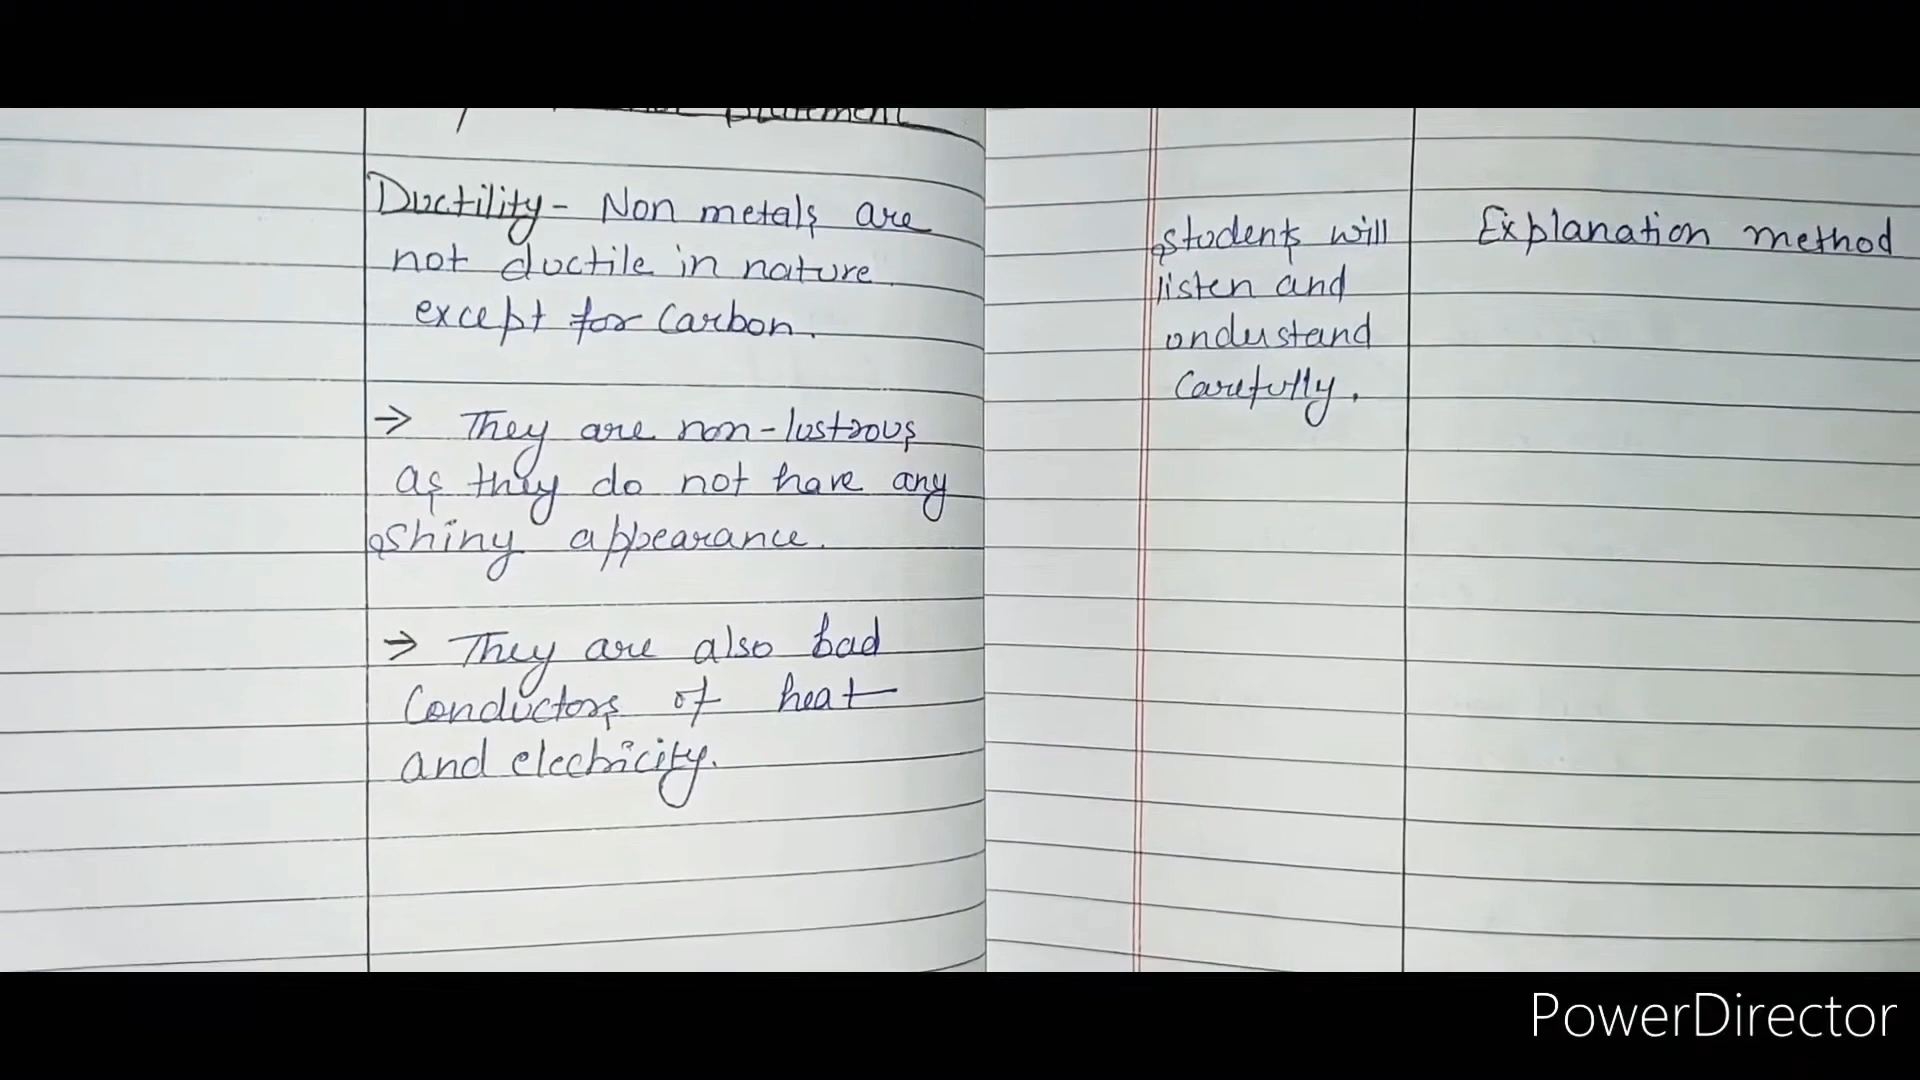 statement
Ductility - Non metals are
not ductile in nature
except for carbon.
→ They are non-lustrous
as they do not have any
shiny appearance.
→ They are also bad
conductors of heat
and electricity.
students will
listen and
understand
carefully.
Explanation method
PowerDirector